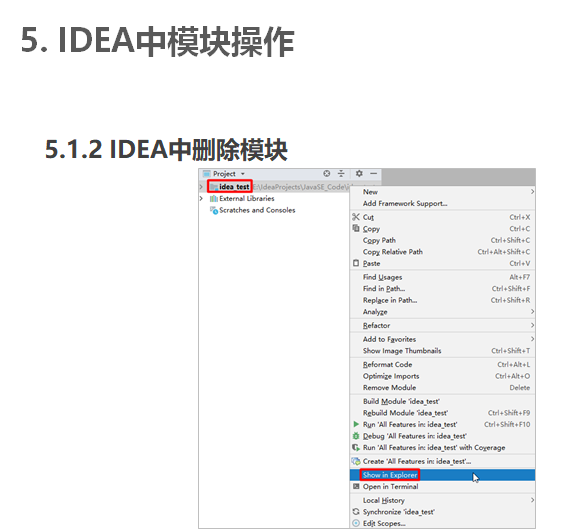 5. IDEA中模块操作
5.1.2 IDEA中删除模块
Project
idea_test E:\IdeaProjects\JavaSE_Code\
External Libraries
Scratches and Consoles
New
Add Framework Support...
Cut Ctrl+X
Copy Ctrl+C
Copy Path Ctrl+Shift+C
Copy Relative Path Ctrl+Alt+Shift+C
Paste Ctrl+V
Find Usages Alt+F7
Find in Path... Ctrl+Shift+F
Replace in Path... Ctrl+Shift+R
Analyze
Refactor
Add to Favorites
Show Image Thumbnails Ctrl+Shift+T
Reformat Code Ctrl+Alt+L
Optimize Imports Ctrl+Alt+O
Remove Module Delete
Build Module 'idea_test'
Rebuild Module 'idea_test' Ctrl+Shift+F9
Run 'All Features in: idea_test' Ctrl+Shift+F10
Debug 'All Features in: idea_test'
Run 'All Features in: idea_test' with Coverage
Create 'All Features in: idea_test'...
Show in Explorer
Open in Terminal
Local History
Synchronize 'idea_test'
Edit Scopes...